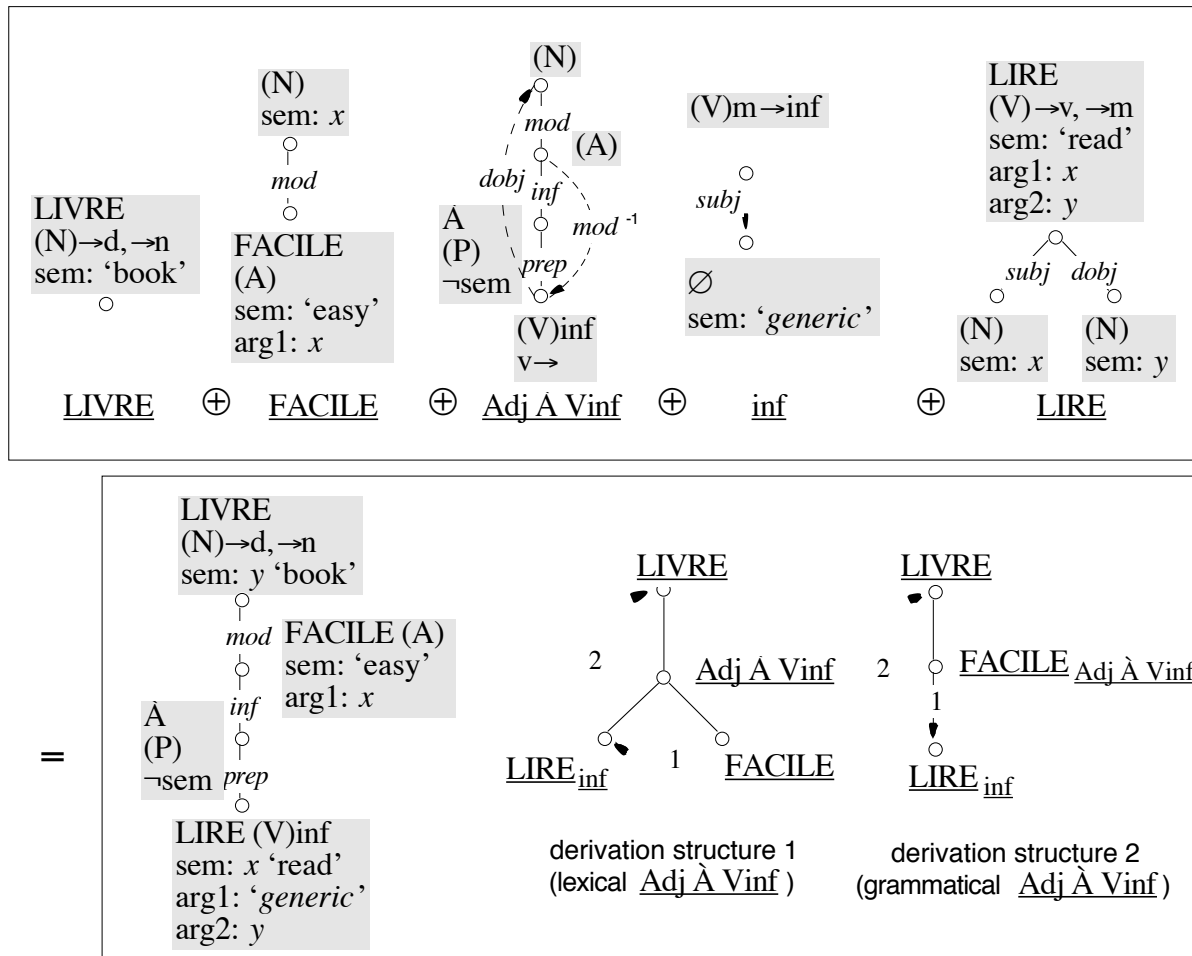 LIVRE
(N)→d, →n
sem: ‘book’
LIVRE
⊕
(N)
sem: x
mod
FACILE
(A)
sem: ‘easy’
arg1: x
FACILE
⊕
(N)
mod
(A)
dobj
inf
mod -1
À
(P)
¬sem
prep
(V)inf
v→
Adj À Vinf
⊕
(V)m→inf
subj
∅
sem: ‘generic’
inf
⊕
LIRE
(V)→v, →m
sem: ‘read’
arg1: x
arg2: y
subj dobj
(N)
sem: x
(N)
sem: y
LIRE
=
LIVRE
(N)→d, →n
sem: y ‘book’
mod
FACILE (A)
sem: ‘easy’
arg1: x
inf
À
(P)
¬sem
prep
LIRE (V)inf
sem: x ‘read’
arg1: ‘generic’
arg2: y
LIVRE
2
Adj À Vinf
LIRE inf
1
FACILE
derivation structure 1
(lexical Adj À Vinf )
LIVRE
2
FACILE Adj À Vinf
1
LIRE inf
derivation structure 2
(grammatical Adj À Vinf )